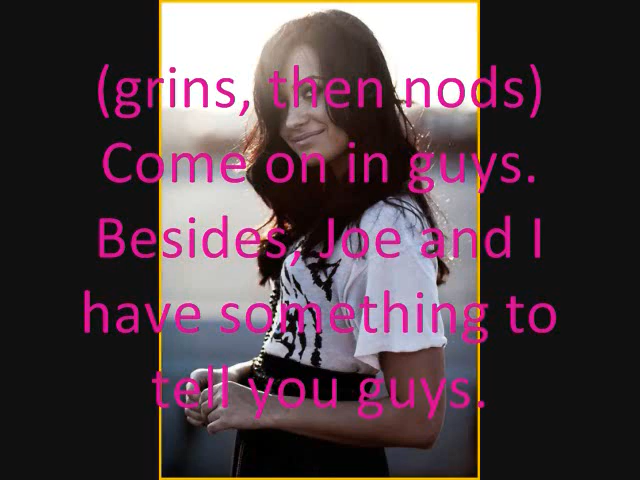 (grins, then nods)
Come on in guys.
Besides, Joe and I
have something to
tell you guys.